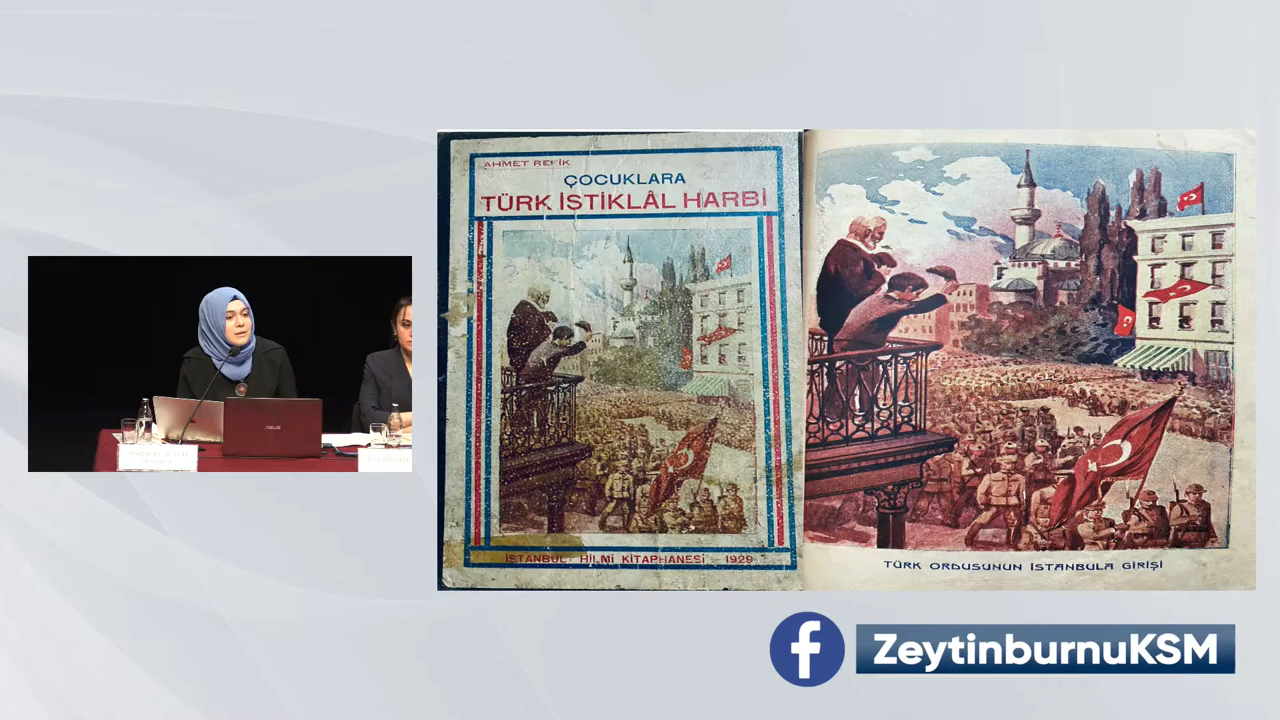 AHMET REFİK
ÇOCUKLARA
TÜRK İSTİKLÂL HARBİ
İSTANBUL HİLMİ KİTAPHANESİ 1929
TÜRK ORDUSUNUN İSTANBULA GİRİŞİ
ASUS
f ZeytinburnuKSM